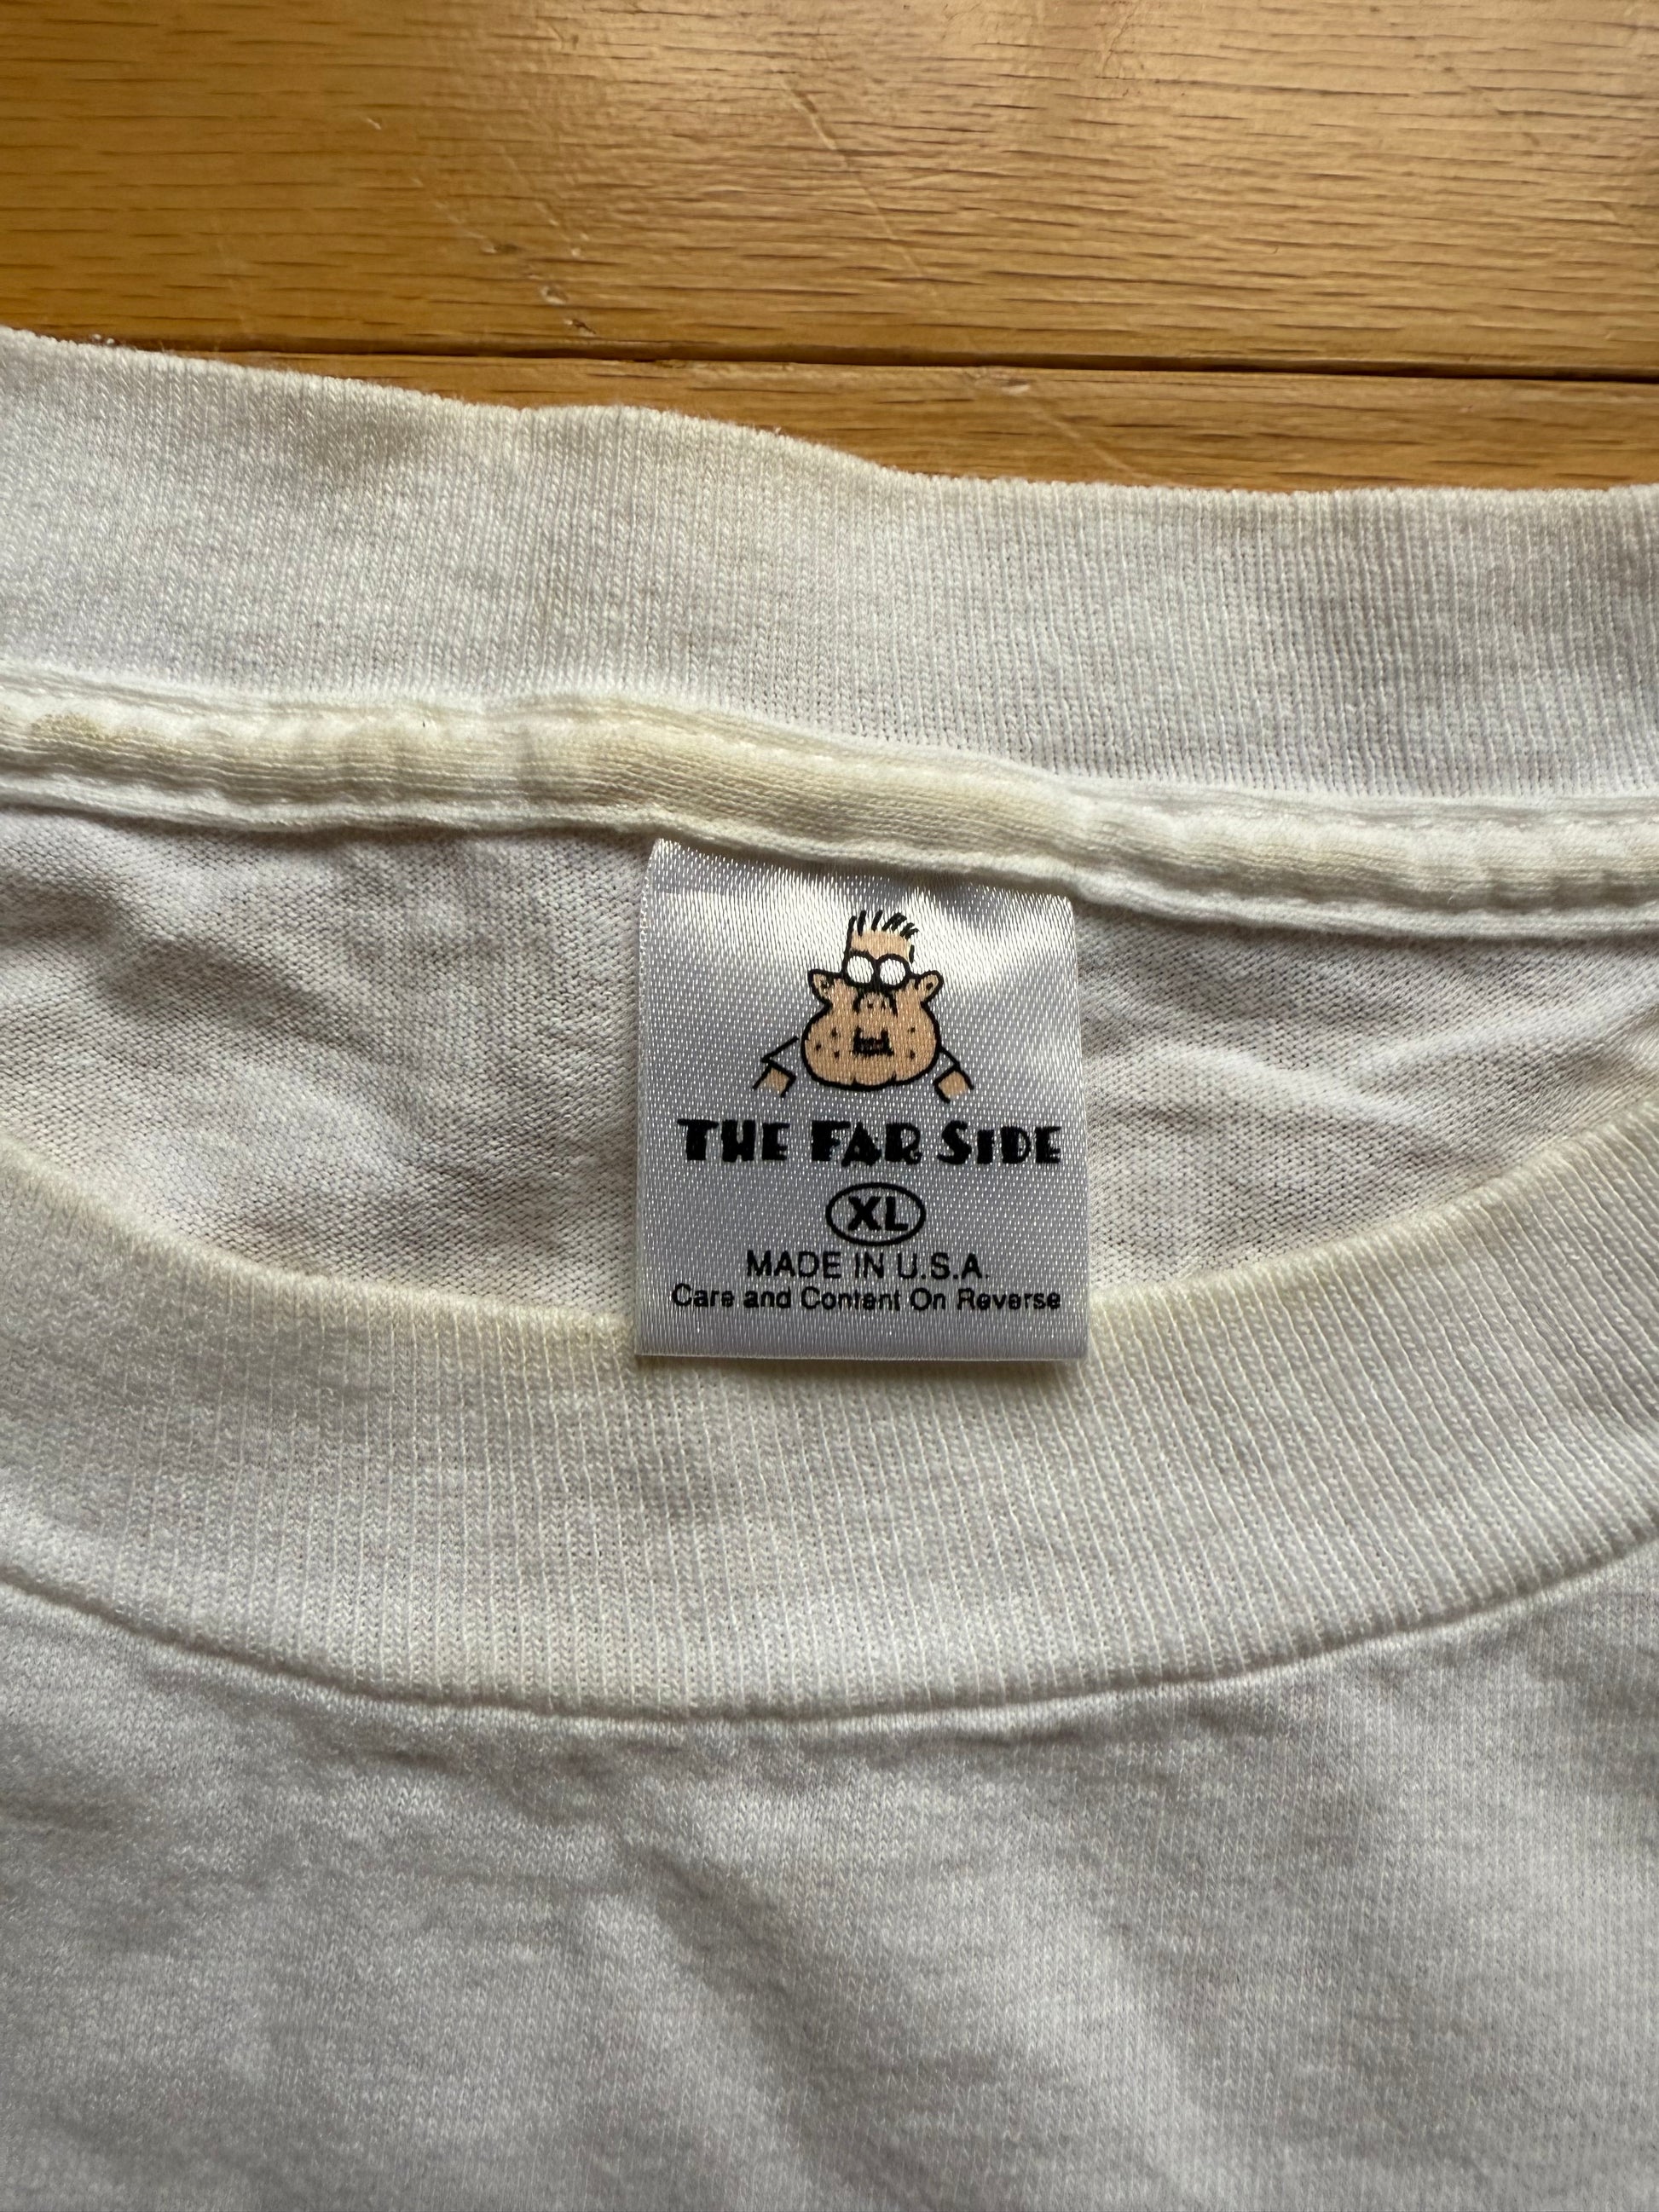 THE FAR SIDE
XL
MADE IN U.S.A.
Care and Content On Reverse